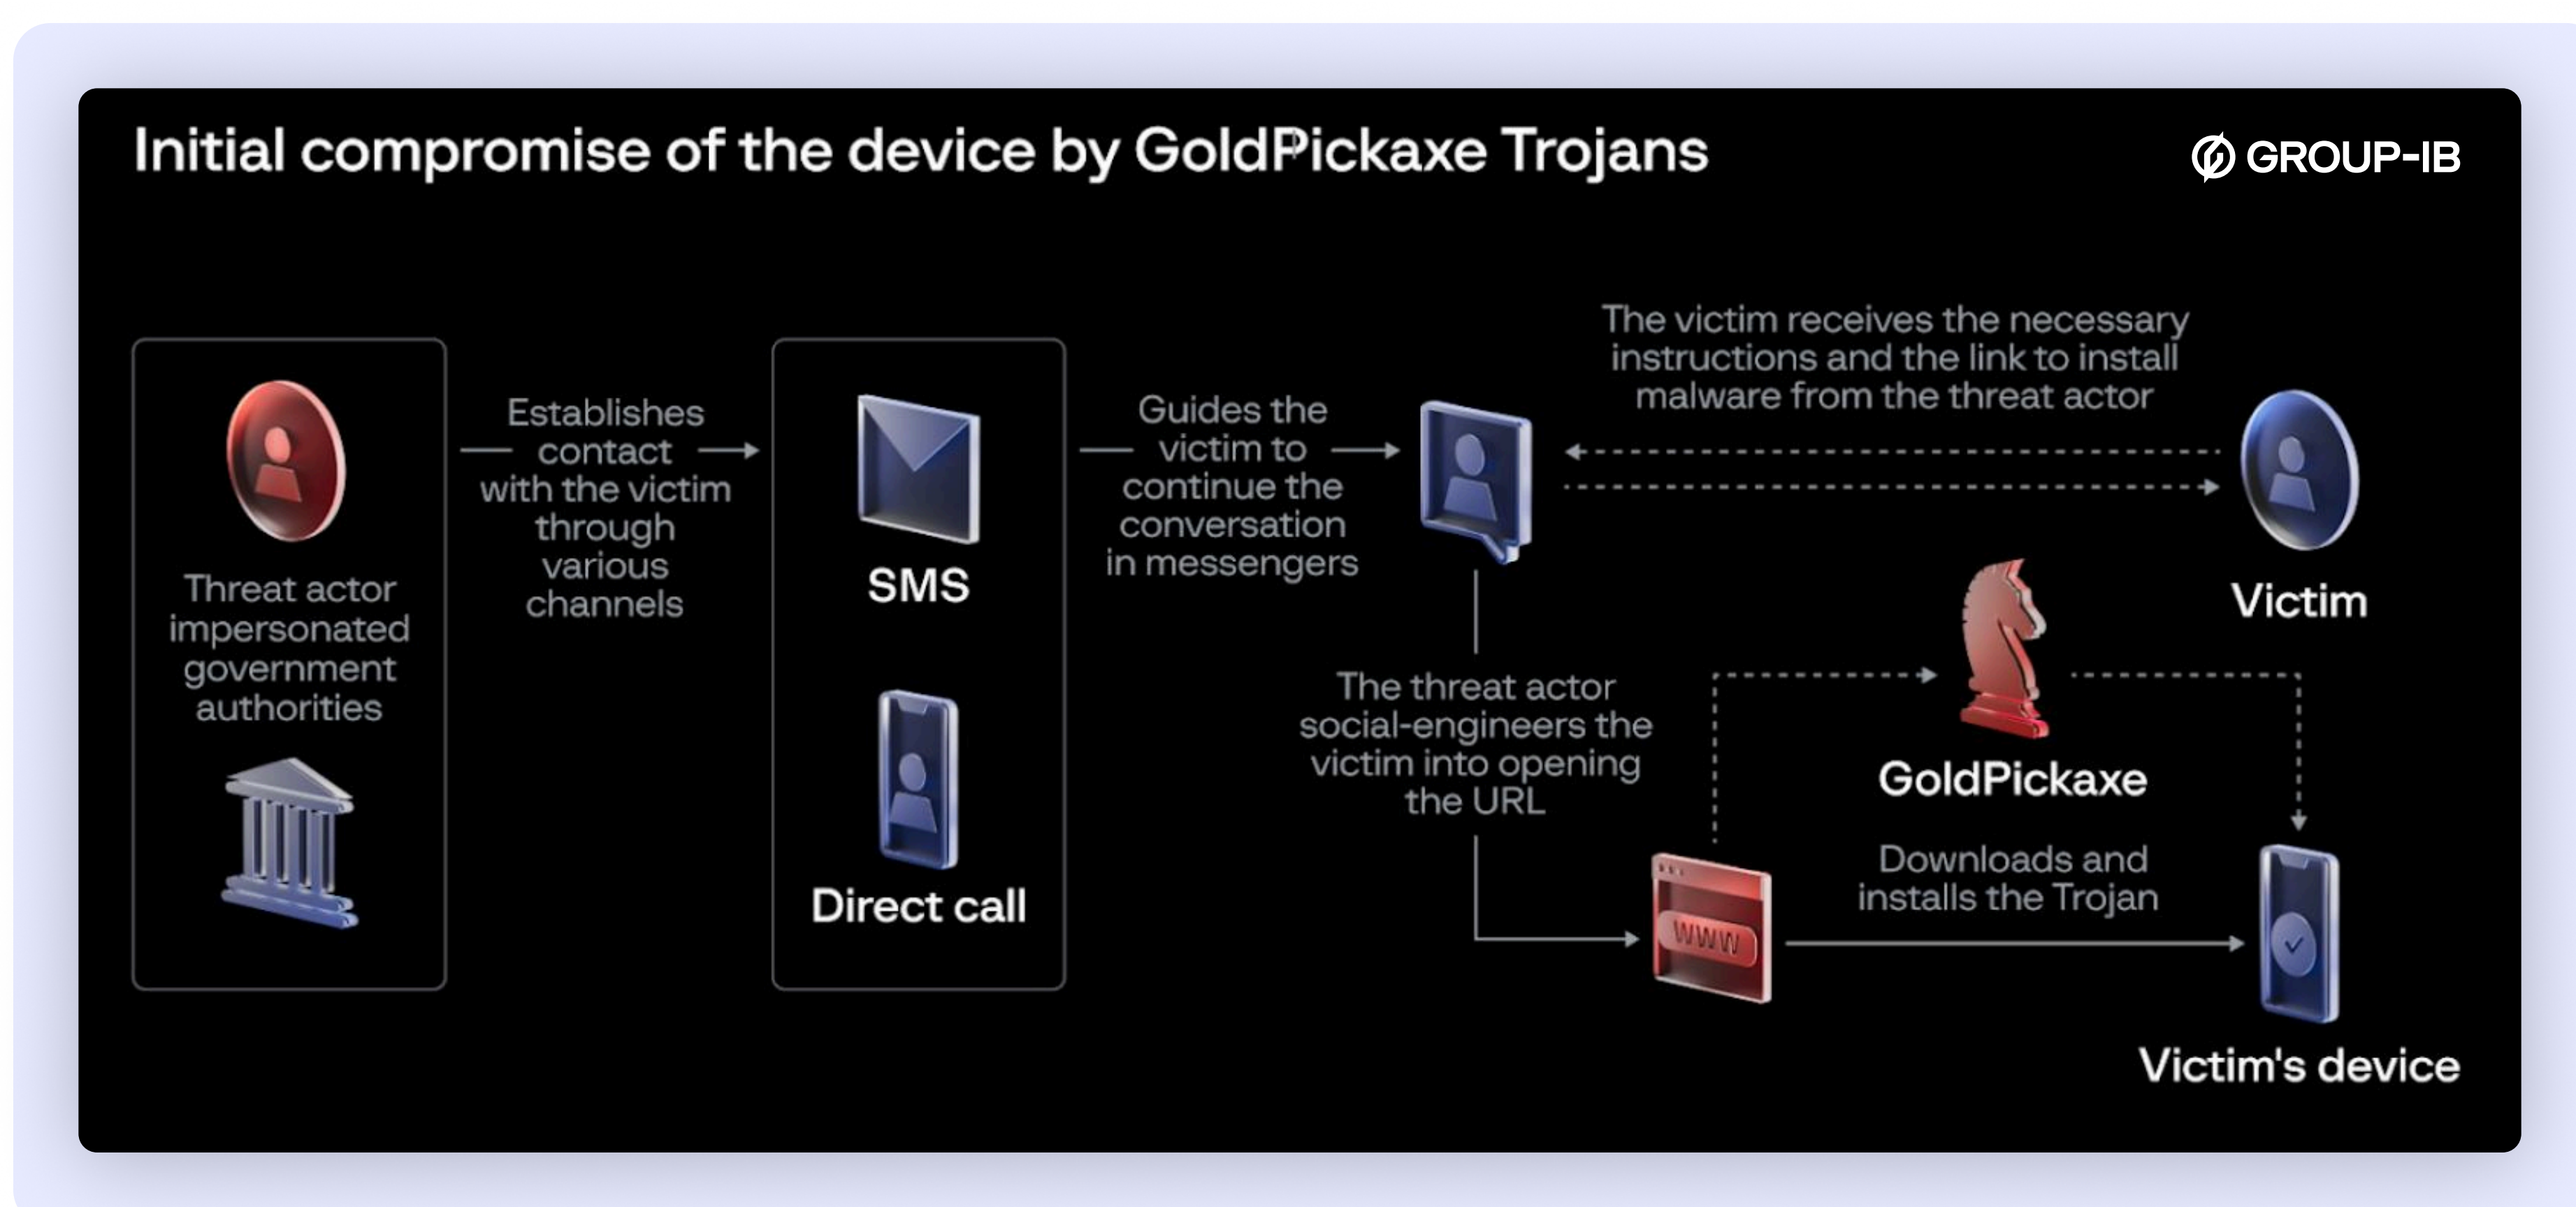 Initial compromise of the device by GoldPickaxe Trojans
GROUP-IB
Threat actor
impersonated
government
authorities
Establishes
contact
with the victim
through
various
channels
SMS
Direct call
Guides the
victim to
continue the
conversation
in messengers
The victim receives the necessary
instructions and the link to install
malware from the threat actor
Victim
The threat actor
social-engineers the
victim into opening
the URL
WWW
GoldPickaxe
Downloads and
installs the Trojan
Victim's device